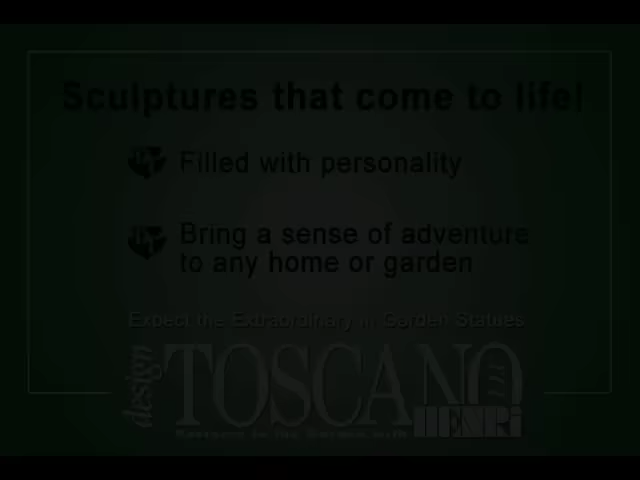 Sculptures that come to life!
Filled with personality
Bring a sense of adventure
to any home or garden
Expect the Extraordinary in Garden Statues
design TOSCANO
HENRi